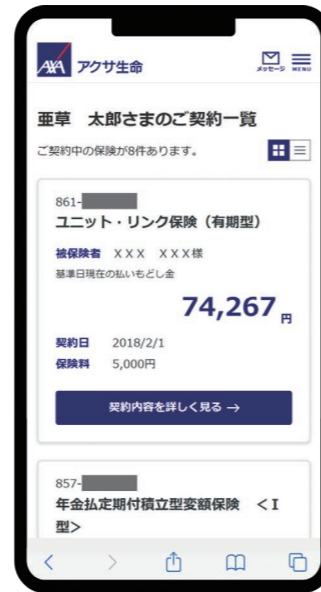 AXA アクサ生命
メッセージ MENU
亜草 太郎さまのご契約一覧
ご契約中の保険が8件あります。
861-
ユニット・リンク保険（有期型）
被保険者 ＸＸＸ ＸＸＸ様
基準日現在の払いもどし金
74,267 円
契約日 2018/2/1
保険料 5,000円
契約内容を詳しく見る →
857-
年金払定期付積立型変額保険 ＜Ⅰ
型＞